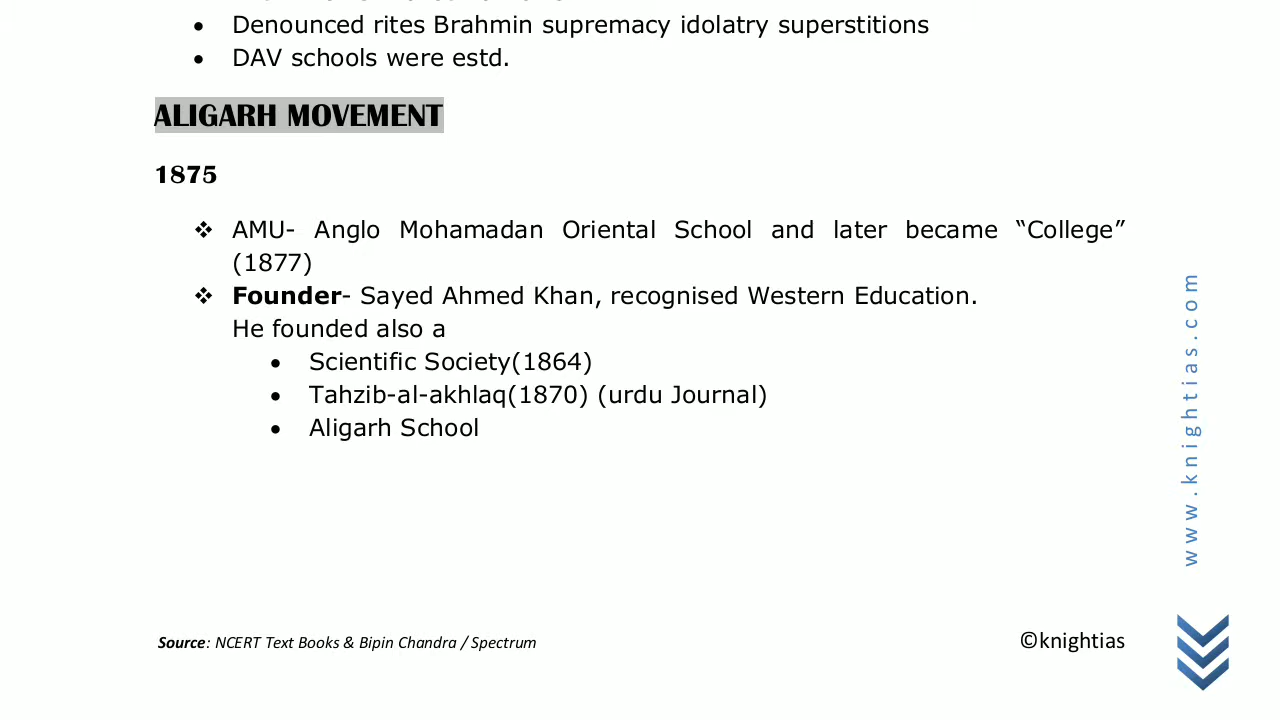 • Denounced rites Brahmin supremacy idolatry superstitions
• DAV schools were estd.
ALIGARH MOVEMENT
1875
❖ AMU- Anglo Mohamadan Oriental School and later became “College”
(1877)
❖ Founder- Sayed Ahmed Khan, recognised Western Education.
He founded also a
• Scientific Society(1864)
• Tahzib-al-akhlaq(1870) (urdu Journal)
• Aligarh School
www.knightias.com
Source: NCERT Text Books & Bipin Chandra / Spectrum
©knightias